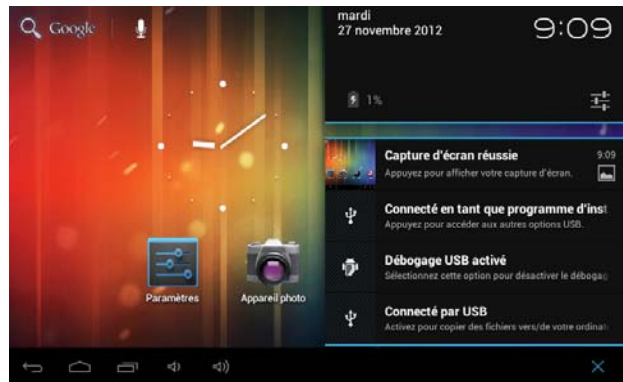 Google
mardi
27 novembre 2012
9:09
1%
Capture d'écran réussie
9:09
Appuyez pour afficher votre capture d'écran.
Connecté en tant que programme d'inst
Appuyez pour accéder aux autres options USB.
Débogage USB activé
Sélectionnez cette option pour désactiver le débogag
Connecté par USB
Activez pour copier des fichiers vers/de votre ordinat
Paramètres
Appareil photo